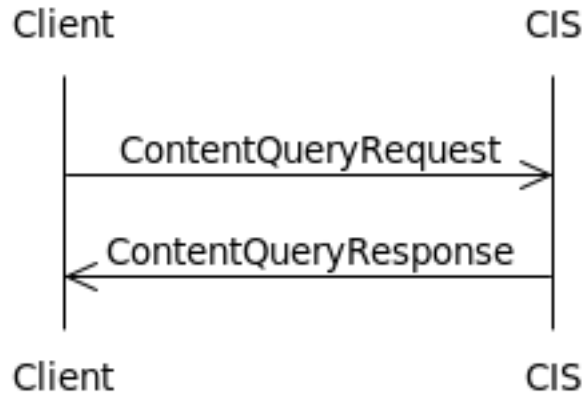 Client CIS
ContentQueryRequest
ContentQueryResponse
Client CIS